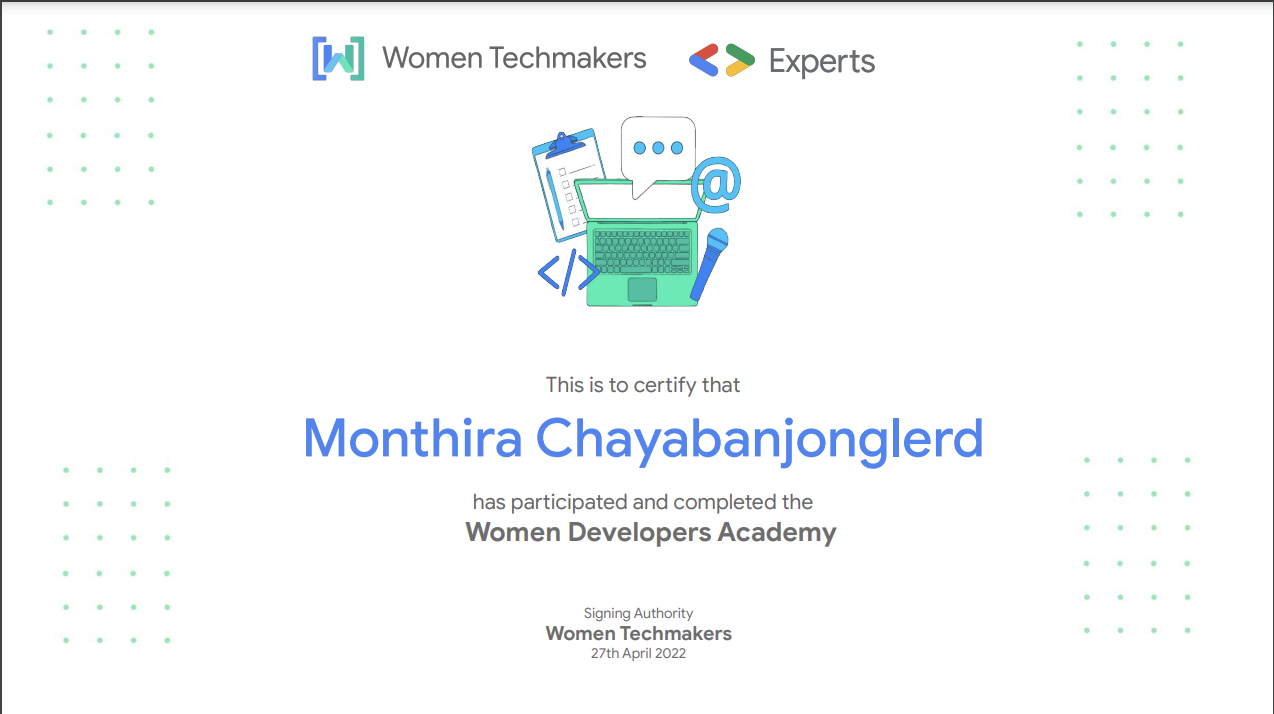 Women Techmakers Experts
@
</>
This is to certify that
Monthira Chayabanjonglerd
has participated and completed the
Women Developers Academy
Signing Authority
Women Techmakers
27th April 2022